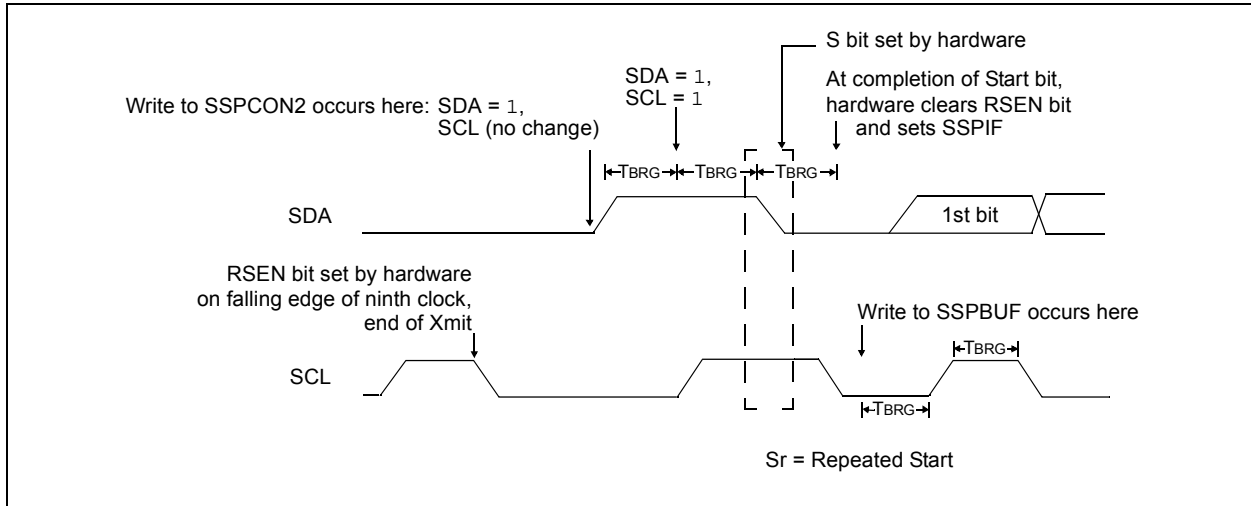 S bit set by hardware
SDA = 1,
SCL = 1
At completion of Start bit,
hardware clears RSEN bit
and sets SSPIF
Write to SSPCON2 occurs here: SDA = 1,
SCL (no change)
TBRG
TBRG
TBRG
SDA
1st bit
RSEN bit set by hardware
on falling edge of ninth clock,
end of Xmit
Write to SSPBUF occurs here
TBRG
SCL
TBRG
Sr = Repeated Start